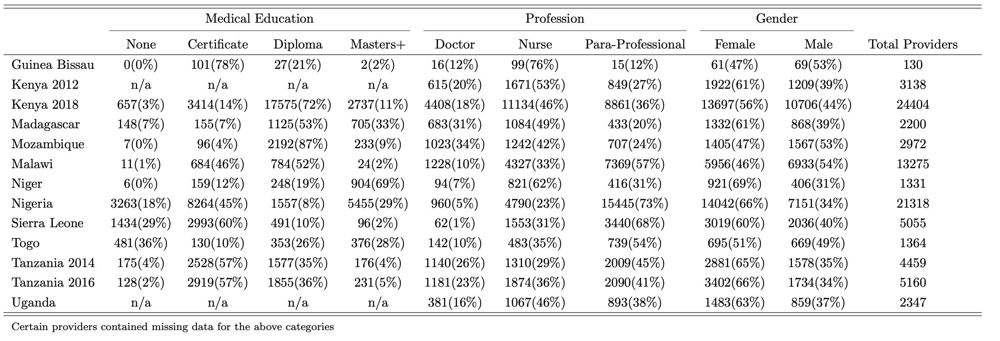 Medical Education Profession Gender
None Certificate Diploma Masters+ Doctor Nurse Para-Professional Female Male Total Providers
Guinea Bissau 0(0%) 101(78%) 27(21%) 2(2%) 16(12%) 99(76%) 15(12%) 61(47%) 69(53%) 130
Kenya 2012 n/a n/a n/a n/a 615(20%) 1671(53%) 849(27%) 1922(61%) 1209(39%) 3138
Kenya 2018 657(3%) 3414(14%) 17575(72%) 2737(11%) 4408(18%) 11134(46%) 8861(36%) 13697(56%) 10706(44%) 24404
Madagascar 148(7%) 155(7%) 1125(53%) 705(33%) 683(31%) 1084(49%) 433(20%) 1332(61%) 868(39%) 2200
Mozambique 7(0%) 96(4%) 2192(87%) 233(9%) 1023(34%) 1242(42%) 707(24%) 1405(47%) 1567(53%) 2972
Malawi 11(1%) 684(46%) 784(52%) 24(2%) 1228(10%) 4327(33%) 7369(57%) 5956(46%) 6933(54%) 13275
Niger 6(0%) 159(12%) 248(19%) 904(69%) 94(7%) 821(62%) 416(31%) 921(69%) 406(31%) 1331
Nigeria 3263(18%) 8264(45%) 1557(8%) 5455(29%) 960(5%) 4790(23%) 15445(73%) 14042(66%) 7151(34%) 21318
Sierra Leone 1434(29%) 2993(60%) 491(10%) 96(2%) 62(1%) 1553(31%) 3440(68%) 3019(60%) 2036(40%) 5055
Togo 481(36%) 130(10%) 353(26%) 376(28%) 142(10%) 483(35%) 739(54%) 695(51%) 669(49%) 1364
Tanzania 2014 175(4%) 2528(57%) 1577(35%) 176(4%) 1140(26%) 1310(29%) 2009(45%) 2881(65%) 1578(35%) 4459
Tanzania 2016 128(2%) 2919(57%) 1855(36%) 231(5%) 1181(23%) 1874(36%) 2090(41%) 3402(66%) 1734(34%) 5160
Uganda n/a n/a n/a n/a 381(16%) 1067(46%) 893(38%) 1483(63%) 859(37%) 2347
Certain providers contained missing data for the above categories